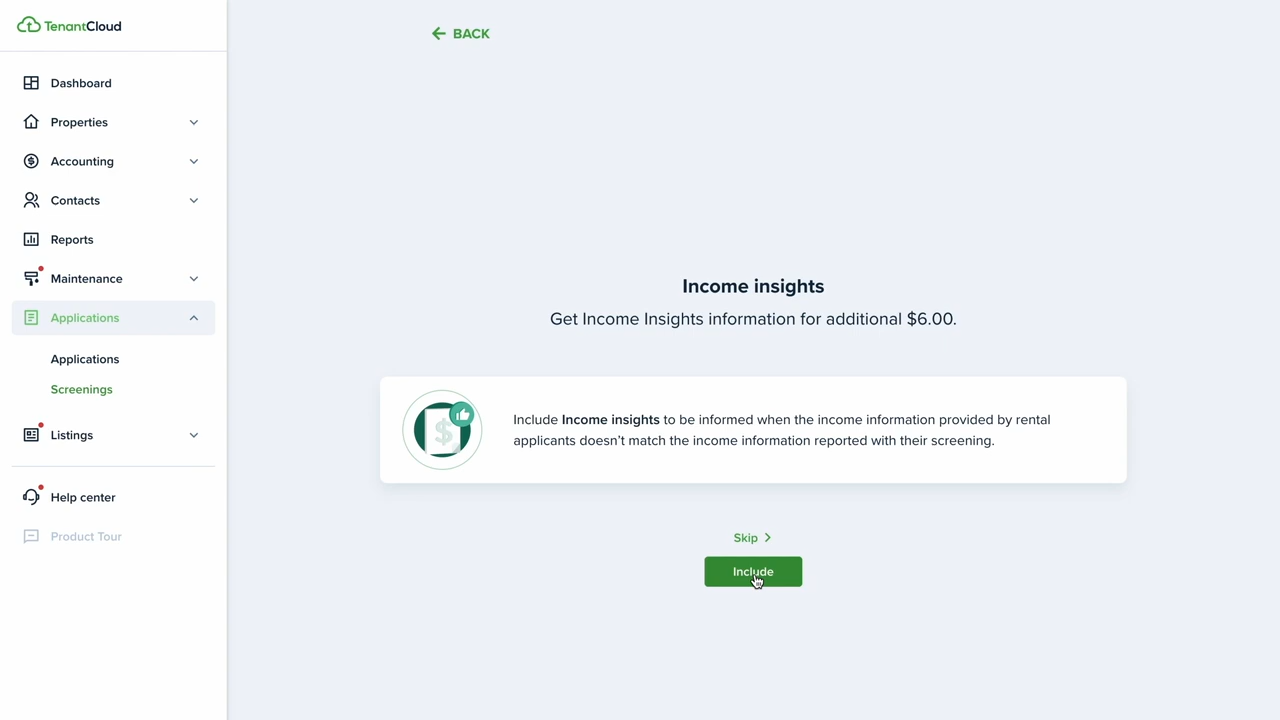 TenantCloud
BACK
Dashboard
Properties
Accounting
Contacts
Reports
Maintenance
Applications
Applications
Screenings
Listings
Help center
Product Tour
Income insights
Get Income Insights information for additional $6.00.
Include Income insights to be informed when the income information provided by rental
applicants doesn't match the income information reported with their screening.
Skip
Include